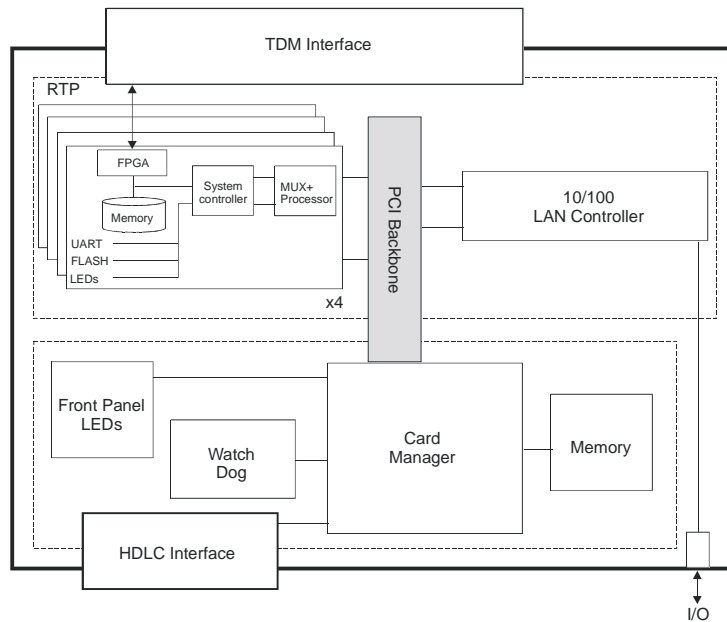 TDM Interface
RTP
FPGA
Memory
System
controller
MUX+
Processor
UART
FLASH
LEDs
x4
PCI Backbone
10/100
LAN Controller
Front Panel
LEDs
Watch
Dog
Card
Manager
Memory
HDLC Interface
I/O